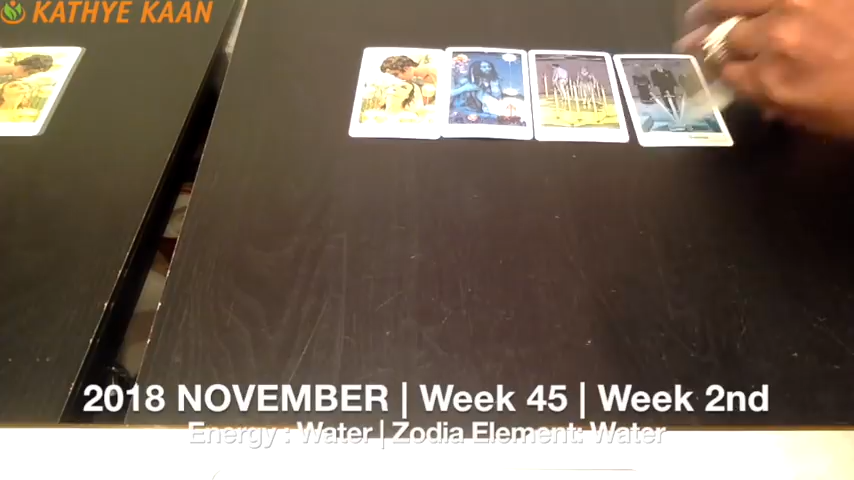 KATHYE KAAN
2018 NOVEMBER | Week 45 | Week 2nd
Energy : Water | Zodia Element: Water